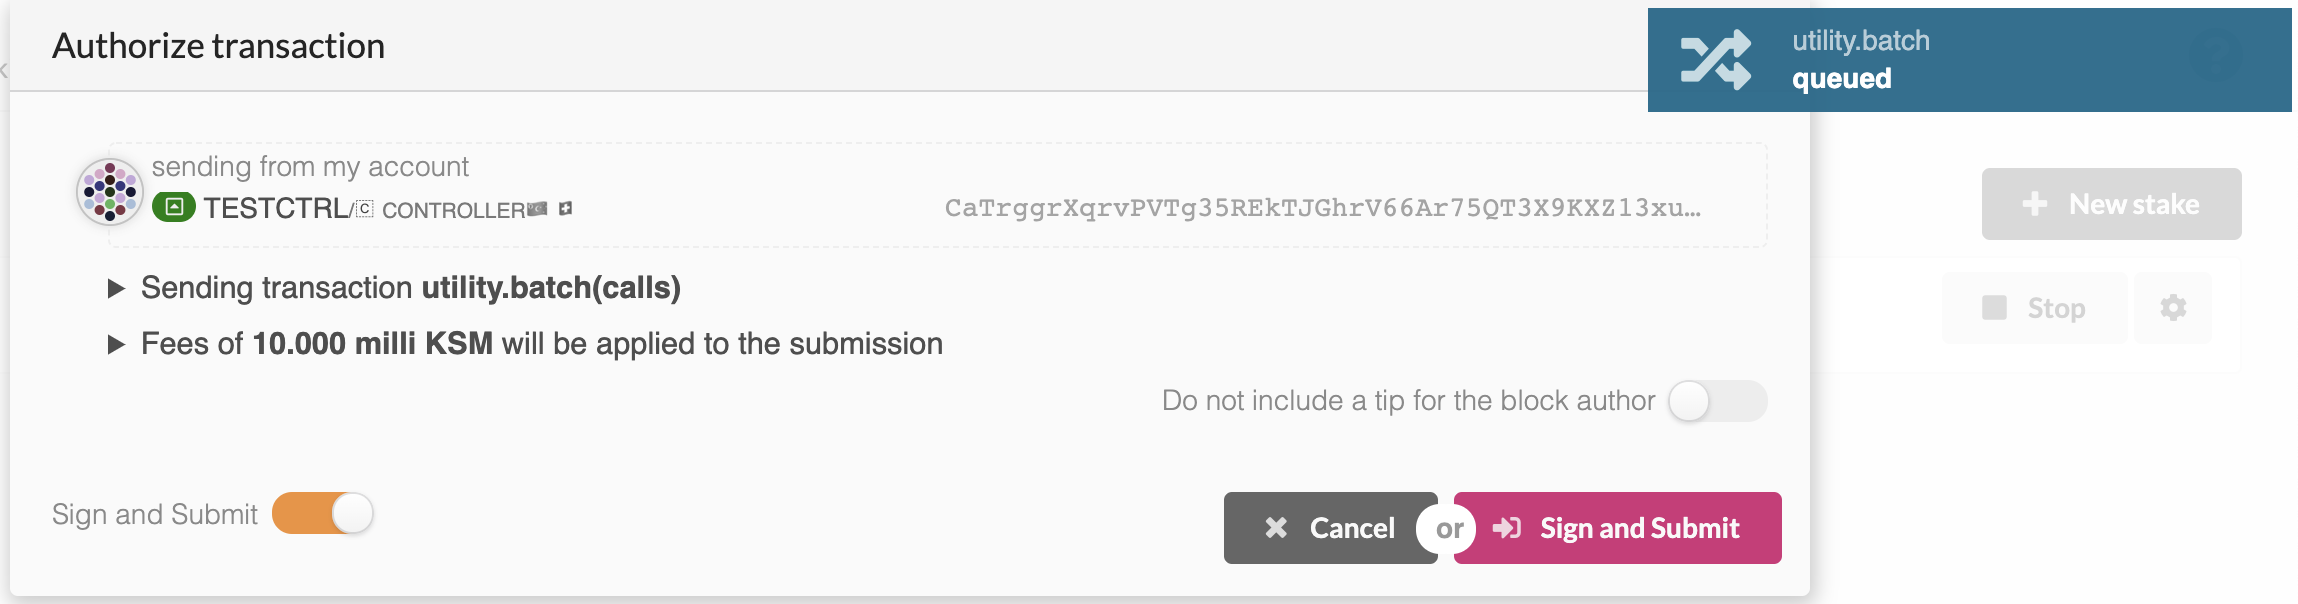 Authorize transaction
utility.batch
queued
sending from my account
TESTCTRL/🄲 CONTROLLER
CaTrggrXqrvPVTg35REkTJGhrV66Ar75QT3X9KXZ13xu…
New stake
Sending transaction utility.batch(calls)
Stop
Fees of 10.000 milli KSM will be applied to the submission
Do not include a tip for the block author
Sign and Submit
Cancel
or
Sign and Submit